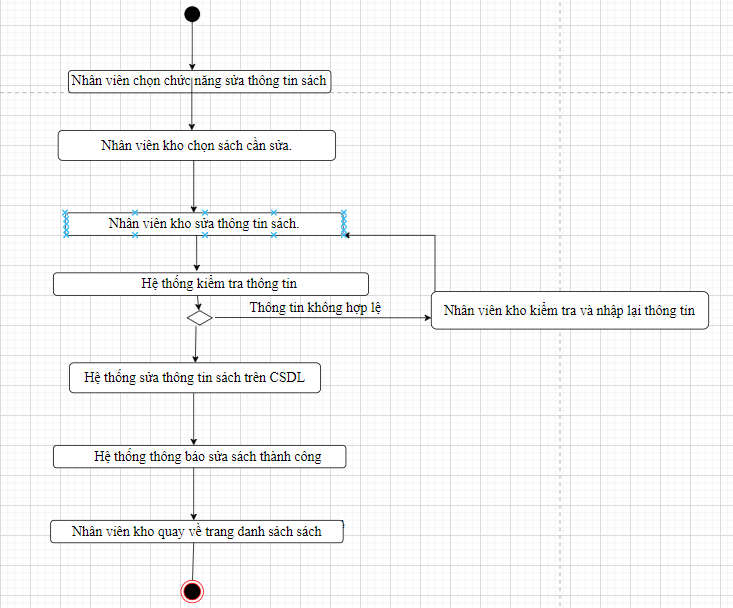 Nhân viên chọn chức năng sửa thông tin sách
Nhân viên kho chọn sách cần sửa.
Nhân viên kho sửa thông tin sách.
Hệ thống kiểm tra thông tin
Thông tin không hợp lệ
Nhân viên kho kiểm tra và nhập lại thông tin
Hệ thống sửa thông tin sách trên CSDL
Hệ thống thông báo sửa sách thành công
Nhân viên kho quay về trang danh sách sách